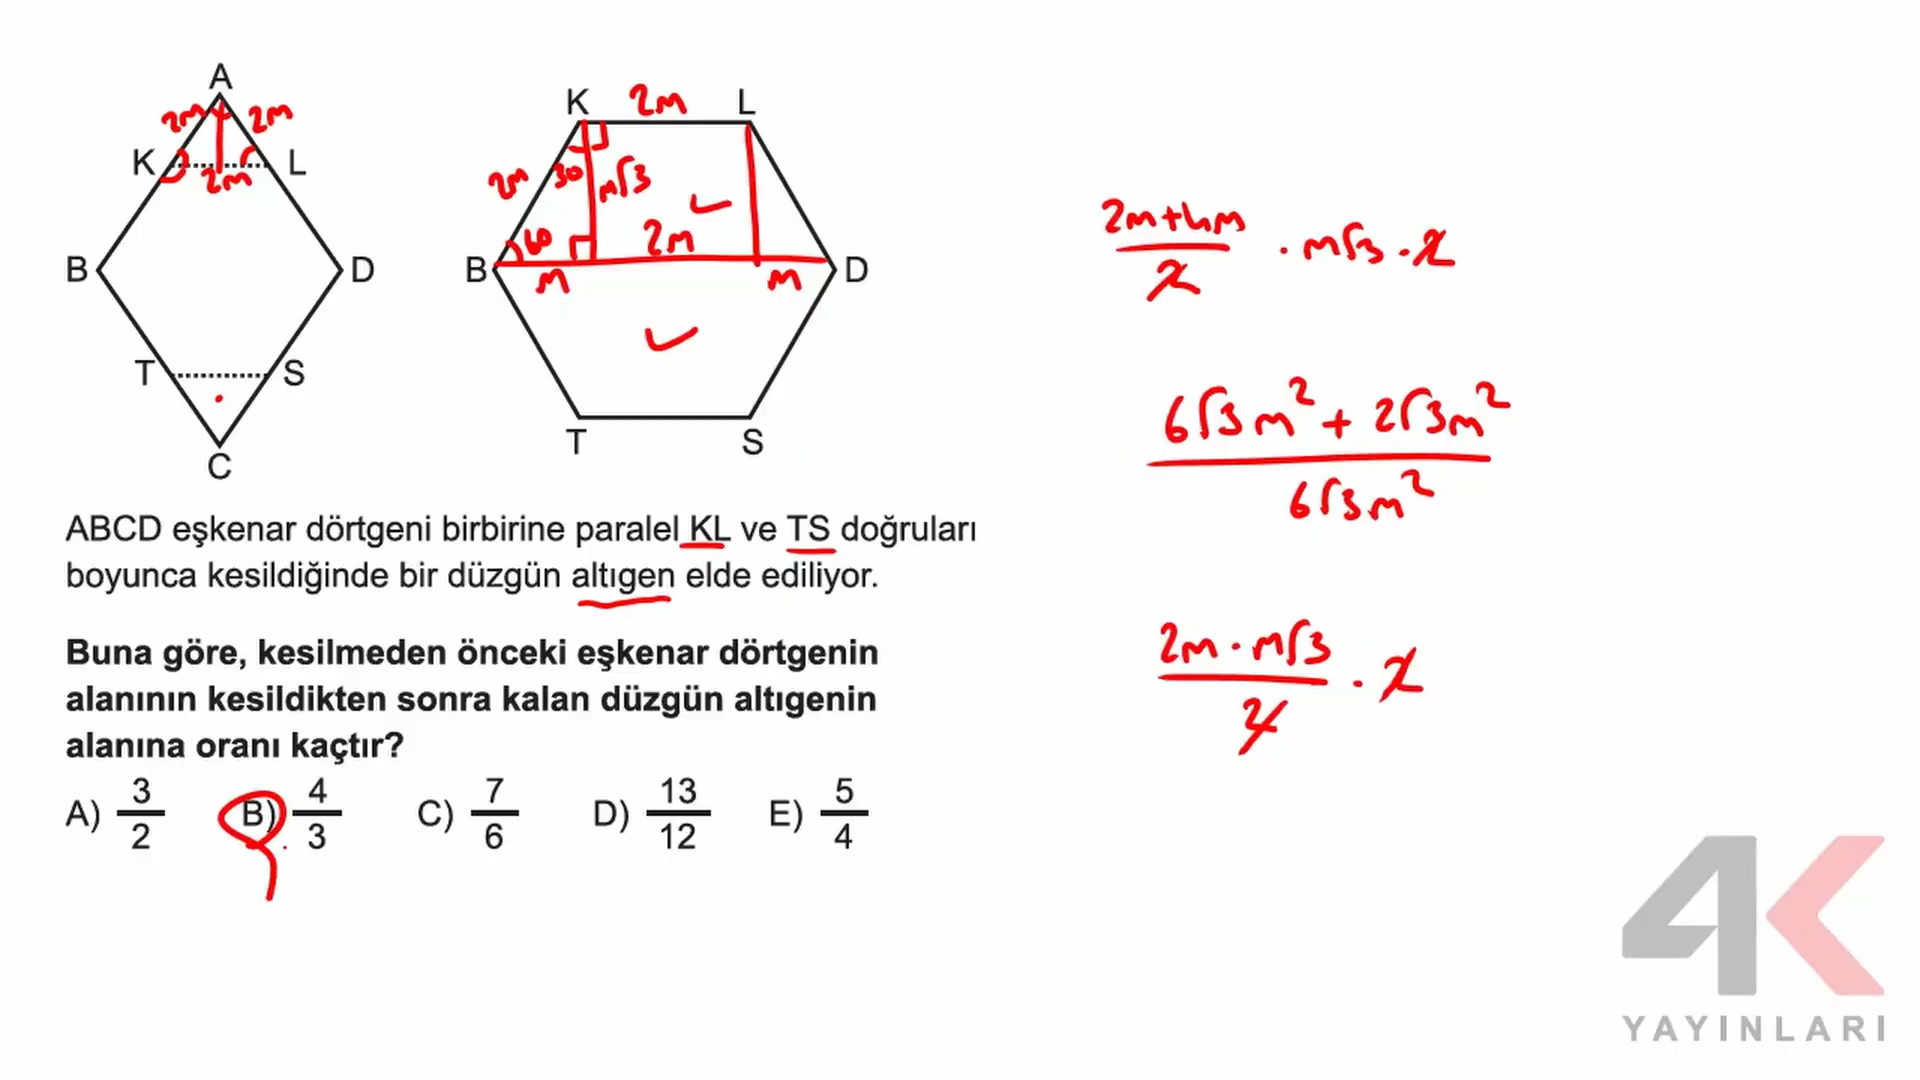 A
2m 2m
K L
2m
B D
T S
C
K 2m L
2m 30 m√3
60 2m
B m m D
T S
2m+4m / 2 · m√3 · 2
6√3m² + 2√3m² / 6√3m²
2m · m√3 / 2 · 2
ABCD eşkenar dörtgeni birbirine paralel KL ve TS doğruları
boyunca kesildiğinde bir düzgün altıgen elde ediliyor.
Buna göre, kesilmeden önceki eşkenar dörtgenin
alanının kesildikten sonra kalan düzgün altıgenin
alanına oranı kaçtır?
A) 3/2 B) 4/3 C) 7/6 D) 13/12 E) 5/4
4K
YAYINLARI